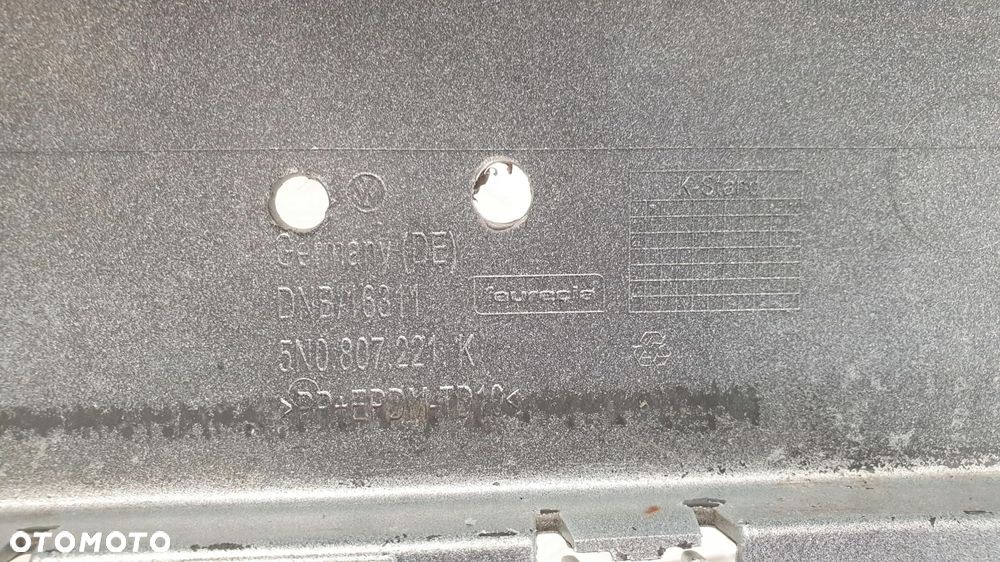 K-Stand
Germany (DE)
DNB/16311
faurecia
5N0.807.221 K
>PP+EPDM-TD10<
OTOMOTO